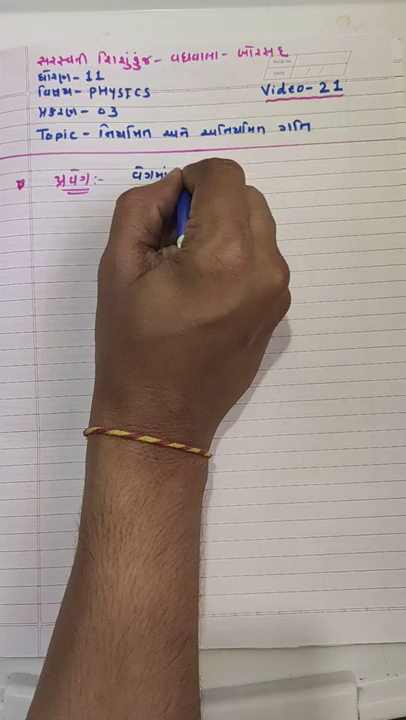 સરસ્વતી શિશુકુંજ - વઘવાલા - બોરસદ
ધોરણ - 11
વિષય - PHYSICS
Video - 21
પ્રકરણ - 03
Topic - નિયમિત અને અનિયમિત ગતિ
પ્રવેગ :- વેગમાં